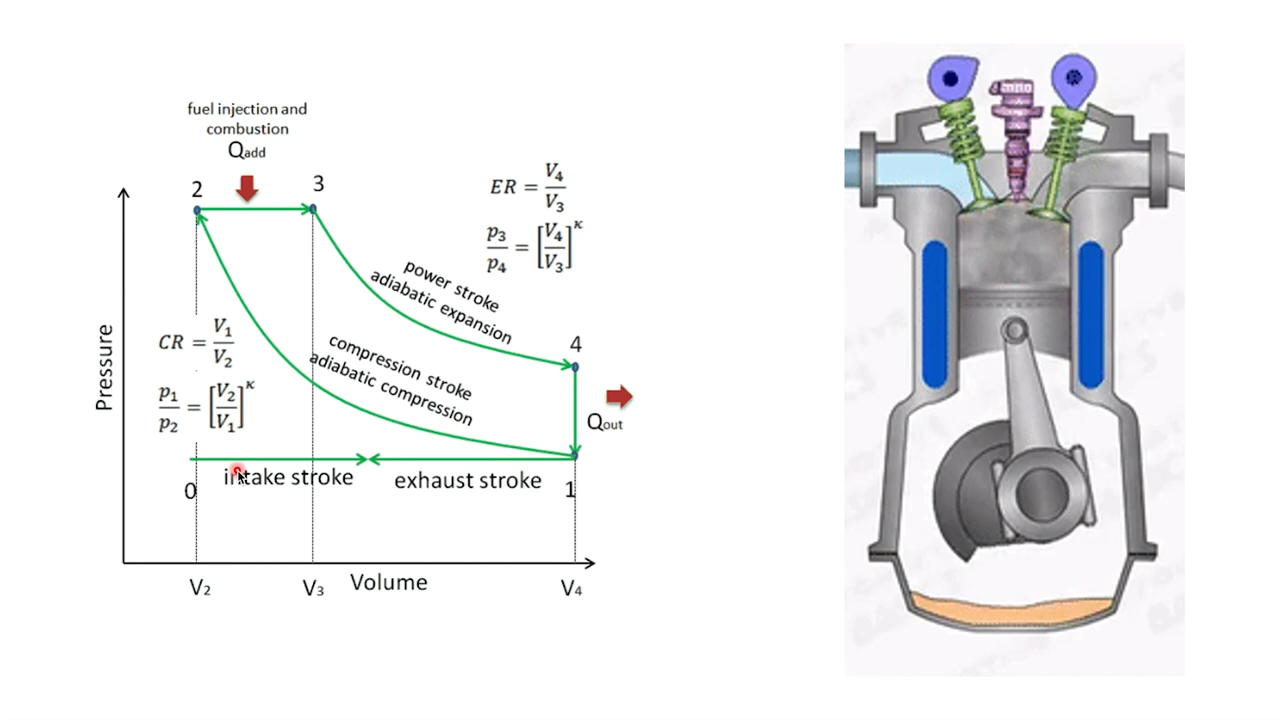 fuel injection and
combustion
Qadd
2
3
ER = V4/V3
p3/p4 = [V4/V3]^κ
power stroke
adiabatic expansion
Pressure
CR = V1/V2
p1/p2 = [V2/V1]^κ
compression stroke
adiabatic compression
4
Qout
intake stroke
exhaust stroke
0
1
V2
V3
Volume
V4